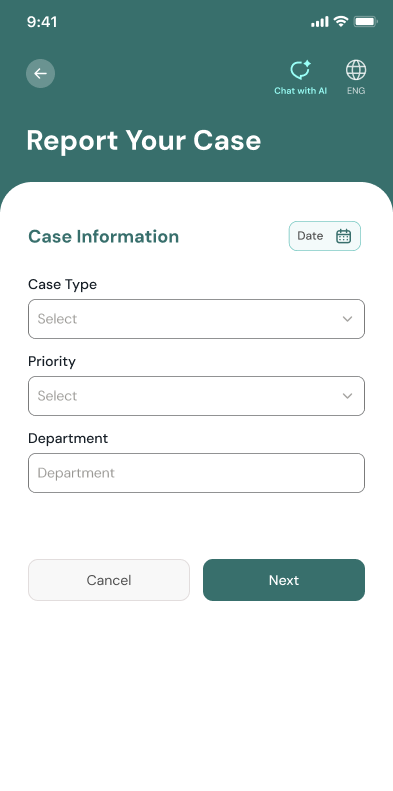 9:41
Chat with AI
ENG
Report Your Case
Case Information
Date
Case Type
Select
Priority
Select
Department
Department
Cancel
Next